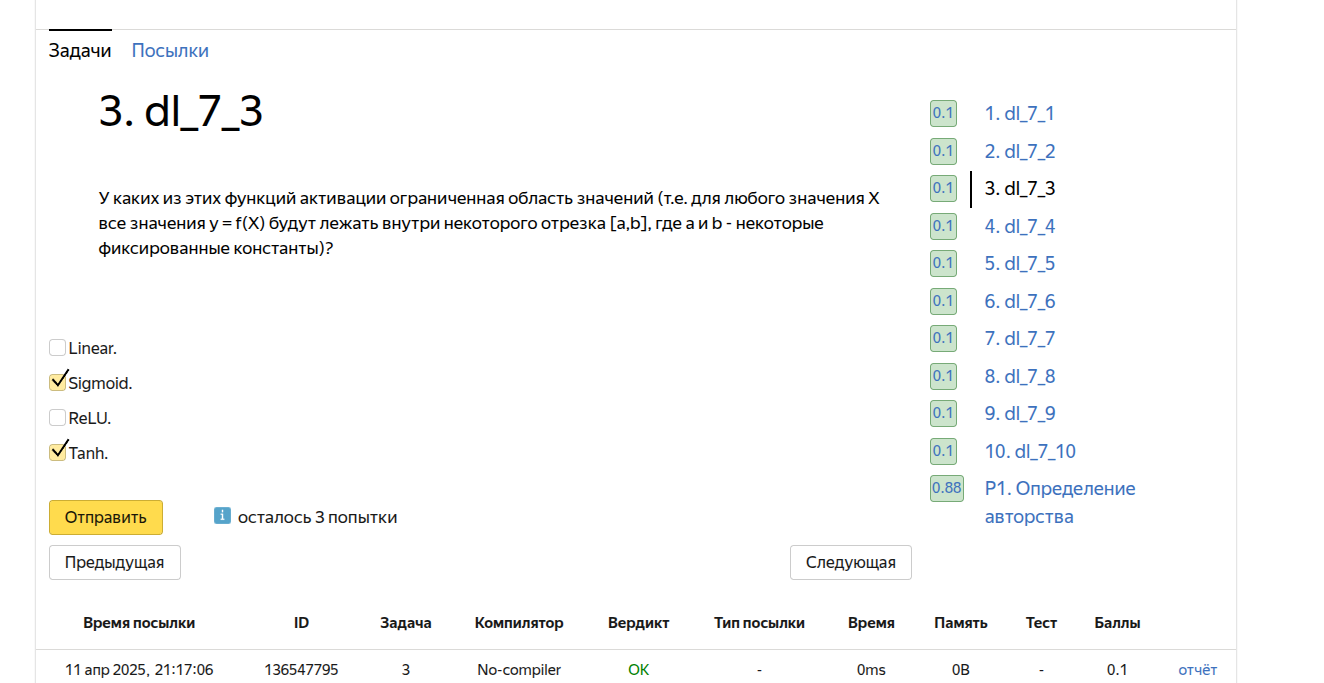 Задачи Посылки
3. dl_7_3
У каких из этих функций активации ограниченная область значений (т.е. для любого значения X
все значения y = f(X) будут лежать внутри некоторого отрезка [a,b], где a и b - некоторые
фиксированные константы)?
Linear.
Sigmoid.
ReLU.
Tanh.
Отправить
i осталось 3 попытки
Предыдущая
Следующая
0.1 1. dl_7_1
0.1 2. dl_7_2
0.1 3. dl_7_3
0.1 4. dl_7_4
0.1 5. dl_7_5
0.1 6. dl_7_6
0.1 7. dl_7_7
0.1 8. dl_7_8
0.1 9. dl_7_9
0.1 10. dl_7_10
0.88 P1. Определение
авторства
Время посылки ID Задача Компилятор Вердикт Тип посылки Время Память Тест Баллы
11 апр 2025, 21:17:06 136547795 3 No-compiler OK - 0ms 0B - 0.1 отчёт